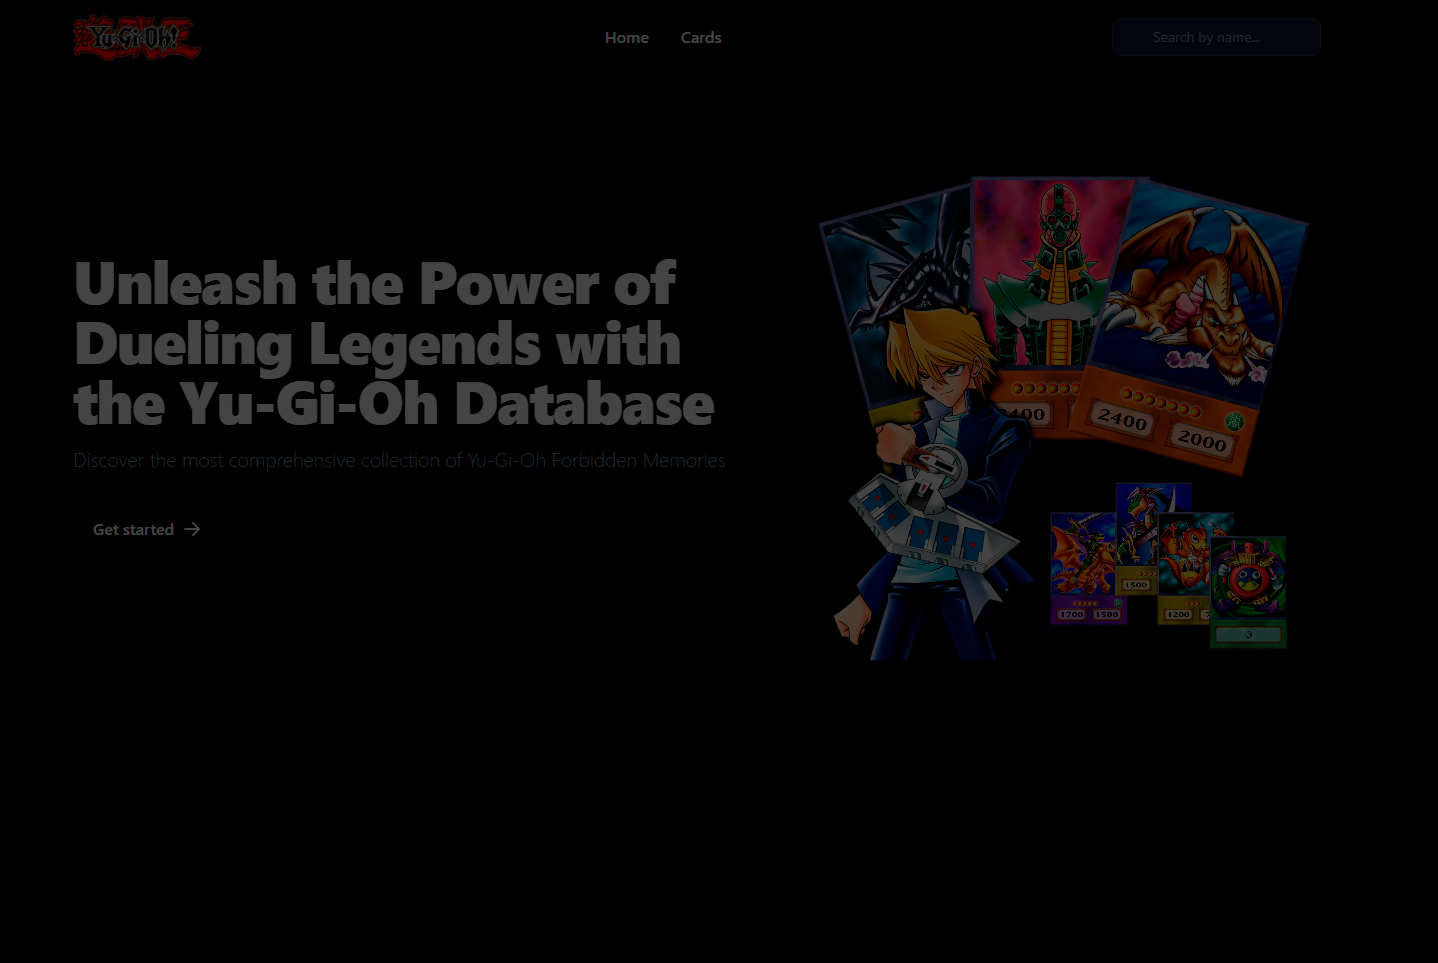 Yu-Gi-Oh!
Home
Cards
Search by name...
Unleash the Power of
Dueling Legends with
the Yu-Gi-Oh Database
Discover the most comprehensive collection of Yu-Gi-Oh Forbidden Memories
Get started
2400
2400
2000
1500
1700
1500
1200